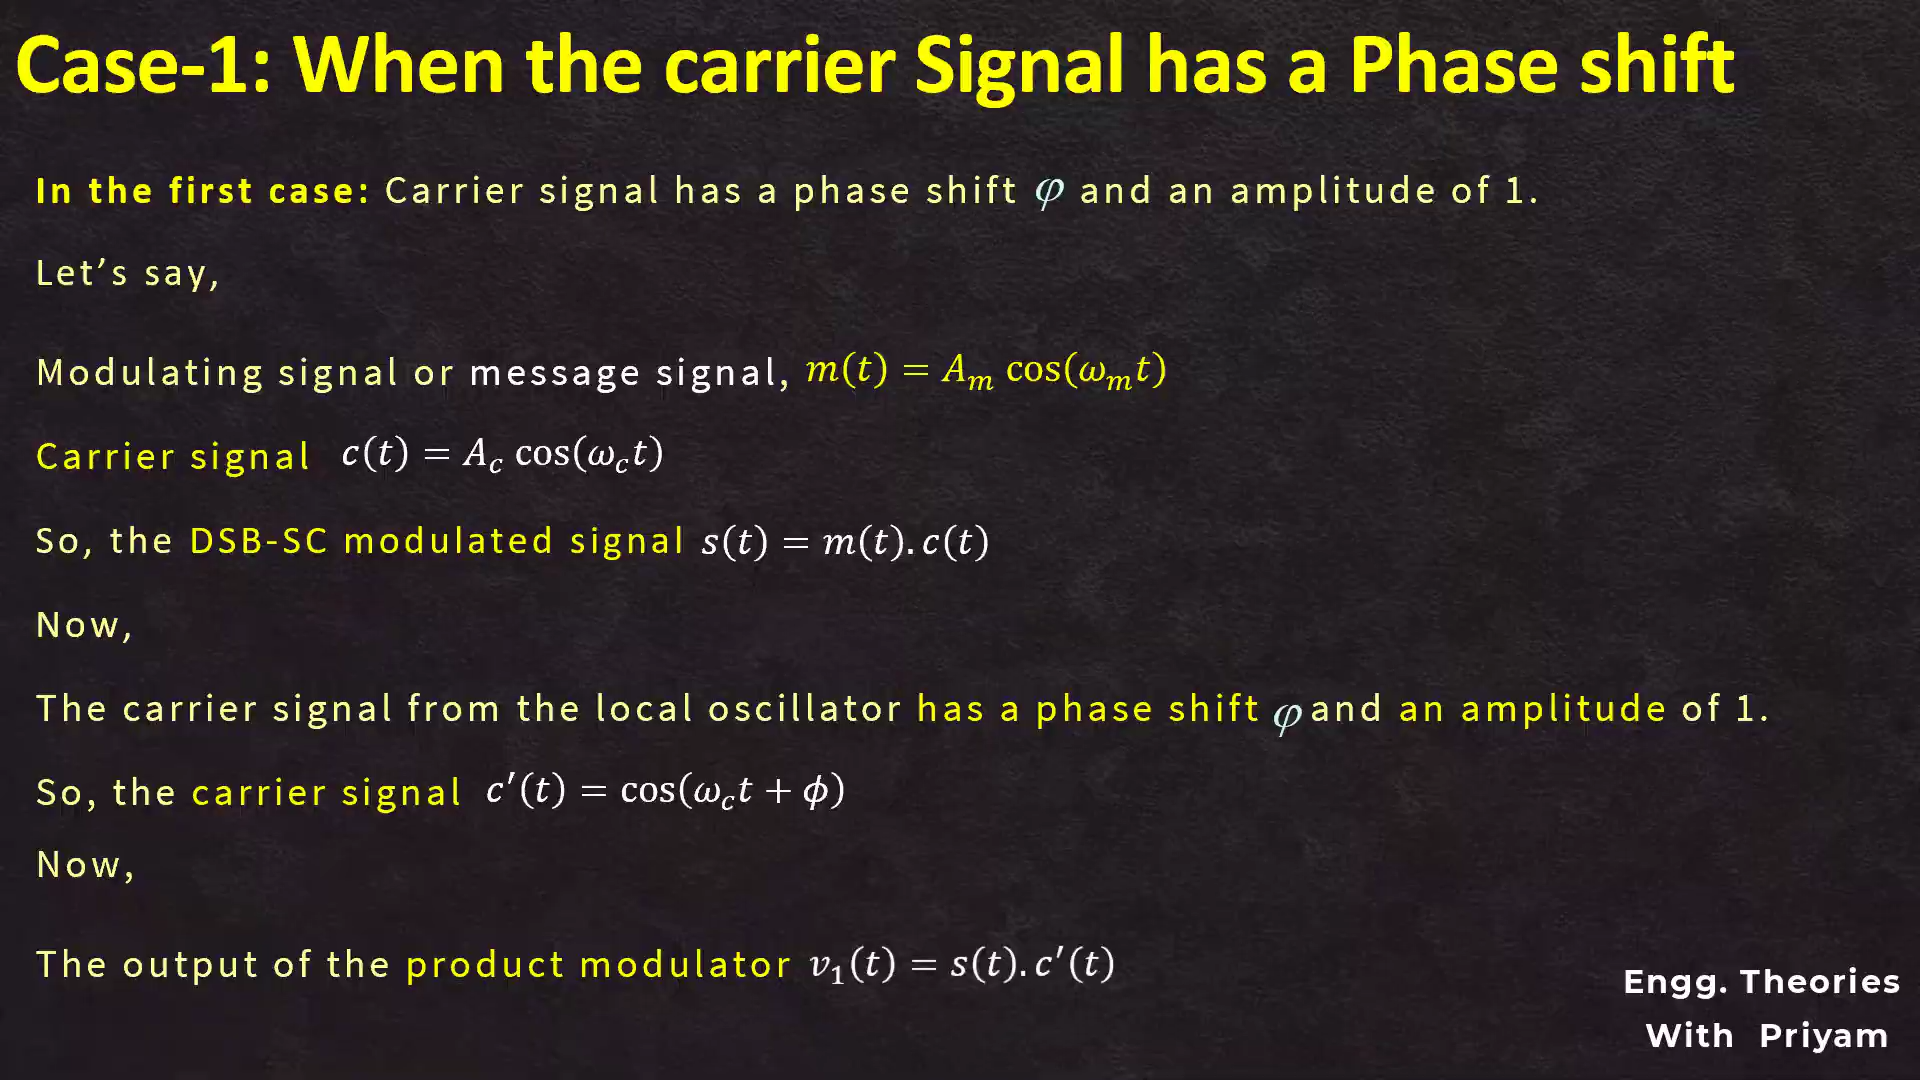 Case-1: When the carrier Signal has a Phase shift
In the first case: Carrier signal has a phase shift φ and an amplitude of 1.
Let’s say,
Modulating signal or message signal, m(t) = Aₘ cos(ωₘt)
Carrier signal c(t) = A_c cos(ω_c t)
So, the DSB-SC modulated signal s(t) = m(t). c(t)
Now,
The carrier signal from the local oscillator has a phase shift φ and an amplitude of 1.
So, the carrier signal c′(t) = cos(ω_c t + ϕ)
Now,
The output of the product modulator v₁(t) = s(t). c′(t)
Engg. Theories
With Priyam